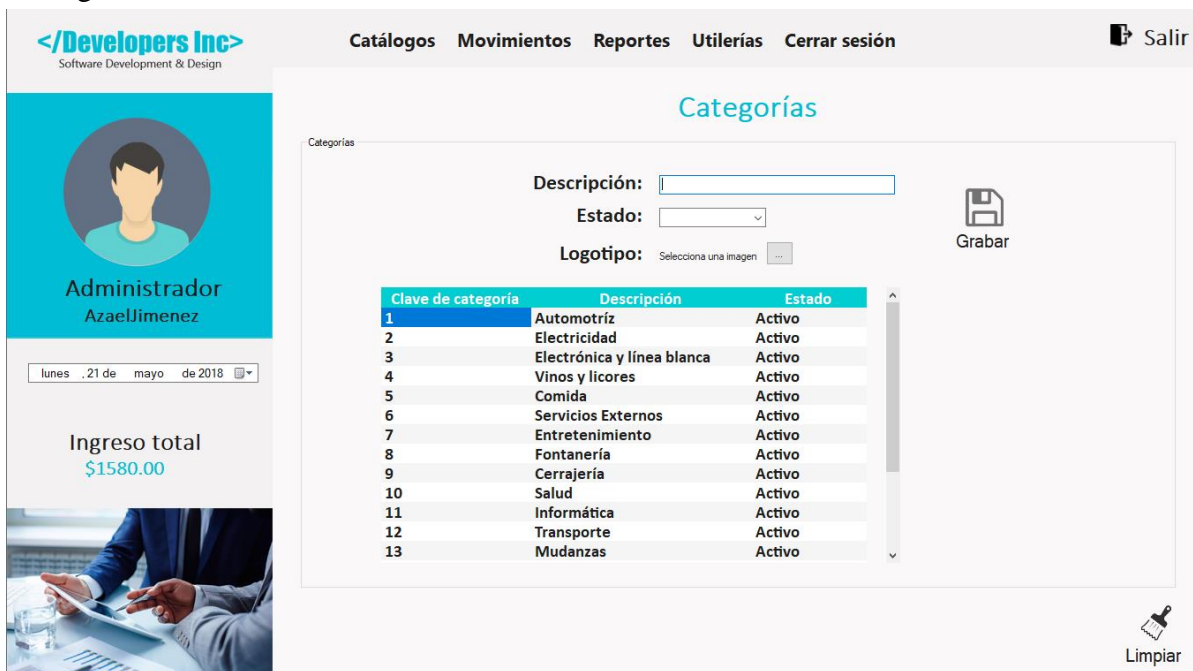 </Developers Inc>
Software Development & Design
Catálogos Movimientos Reportes Utilerías Cerrar sesión
Salir
Administrador
AzaelJimenez
lunes , 21 de mayo de 2018
Ingreso total
$1580.00
Categorías
Categorías
Descripción:
Estado:
Logotipo: Selecciona una imagen ...
Grabar
Clave de categoría Descripción Estado
1 Automotríz Activo
2 Electricidad Activo
3 Electrónica y línea blanca Activo
4 Vinos y licores Activo
5 Comida Activo
6 Servicios Externos Activo
7 Entretenimiento Activo
8 Fontanería Activo
9 Cerrajería Activo
10 Salud Activo
11 Informática Activo
12 Transporte Activo
13 Mudanzas Activo
Limpiar